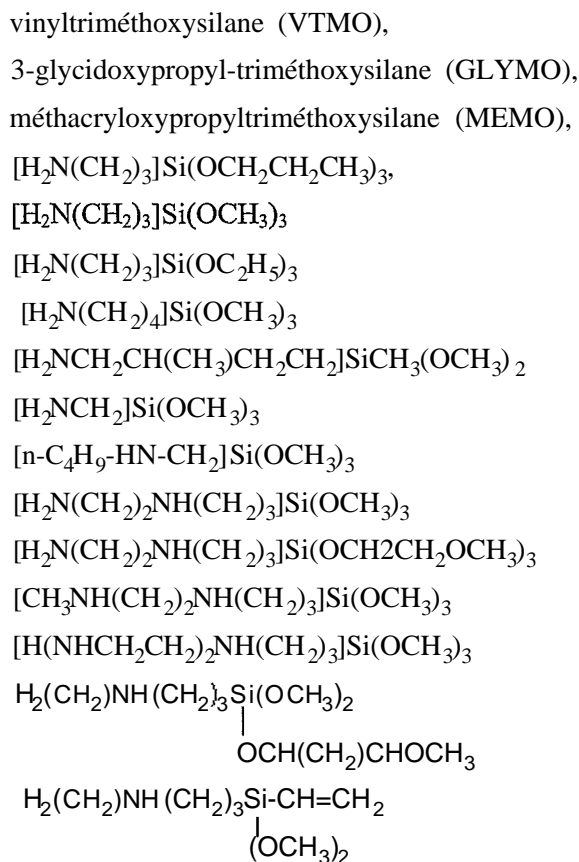 vinyltriméthoxysilane (VTMO),
3-glycidoxypropyl-triméthoxysilane (GLYMO),
méthacryloxypropyltriméthoxysilane (MEMO),
[H₂N(CH₂)₃]Si(OCH₂CH₂CH₃)₃,
[H₂N(CH₂)₃]Si(OCH₃)₃
[H₂N(CH₂)₃]Si(OC₂H₅)₃
[H₂N(CH₂)₄]Si(OCH₃)₃
[H₂NCH₂CH(CH₃)CH₂CH₂]SiCH₃(OCH₃)₂
[H₂NCH₂]Si(OCH₃)₃
[n-C₄H₉-HN-CH₂]Si(OCH₃)₃
[H₂N(CH₂)₂NH(CH₂)₃]Si(OCH₃)₃
[H₂N(CH₂)₂NH(CH₂)₃]Si(OCH2CH₂OCH₃)₃
[CH₃NH(CH₂)₂NH(CH₂)₃]Si(OCH₃)₃
[H(NHCH₂CH₂)₂NH(CH₂)₃]Si(OCH₃)₃
H₂(CH₂)NH(CH₂)₃Si(OCH₃)₂
OCH(CH₂)CHOCH₃
H₂(CH₂)NH(CH₂)₃Si-CH=CH₂
(OCH₃)₂